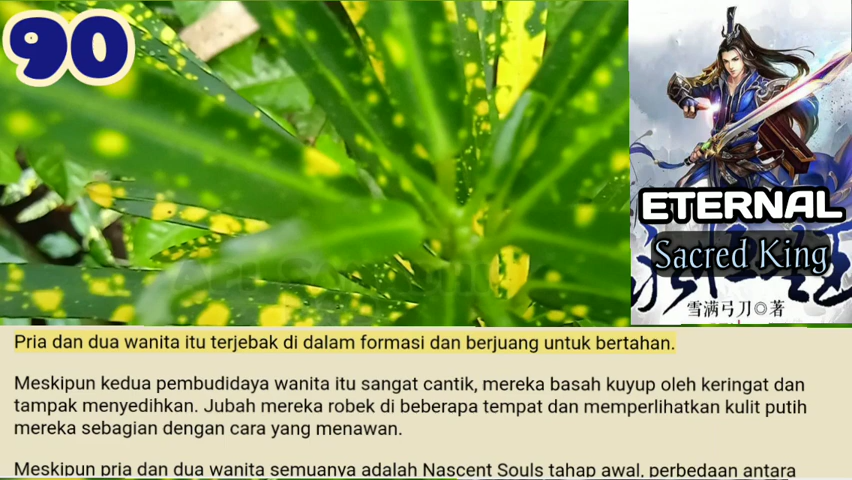 90
ETERNAL
Sacred King
雪满弓刀◎著
Pria dan dua wanita itu terjebak di dalam formasi dan berjuang untuk bertahan.
Meskipun kedua pembudidaya wanita itu sangat cantik, mereka basah kuyup oleh keringat dan
tampak menyedihkan. Jubah mereka robek di beberapa tempat dan memperlihatkan kulit putih
mereka sebagian dengan cara yang menawan.
Meskipun pria dan dua wanita semuanya adalah Nascent Souls tahap awal, perbedaan antara